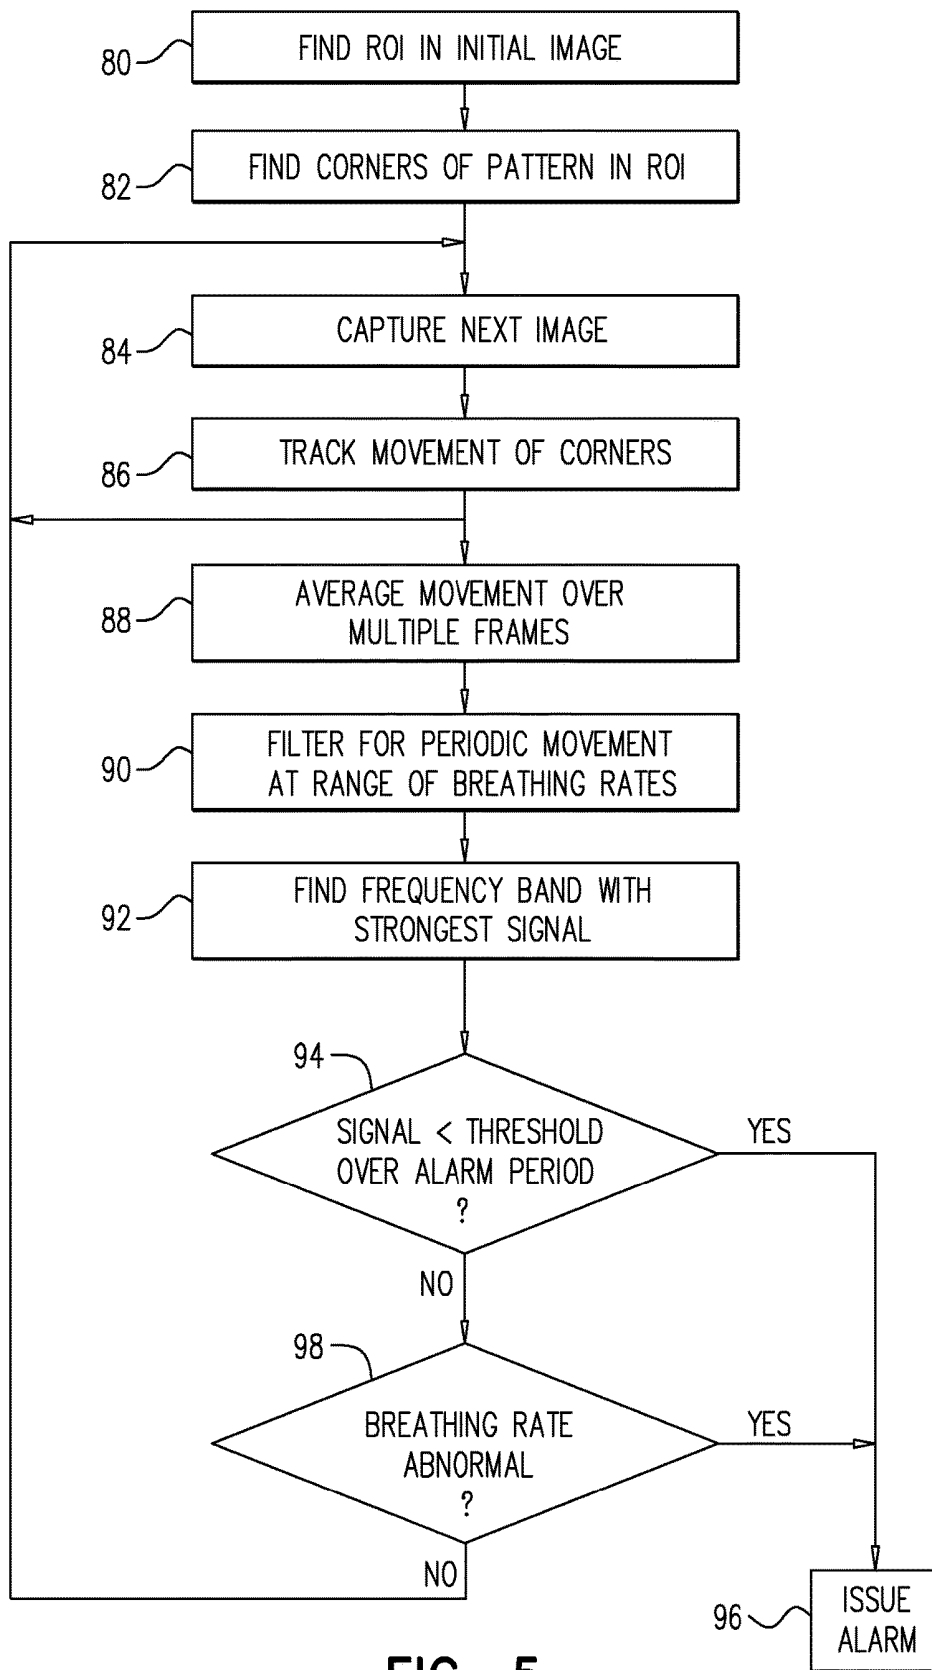 80
FIND ROI IN INITIAL IMAGE
82
FIND CORNERS OF PATTERN IN ROI
84
CAPTURE NEXT IMAGE
86
TRACK MOVEMENT OF CORNERS
88
AVERAGE MOVEMENT OVER
MULTIPLE FRAMES
90
FILTER FOR PERIODIC MOVEMENT
AT RANGE OF BREATHING RATES
92
FIND FREQUENCY BAND WITH
STRONGEST SIGNAL
94
SIGNAL < THRESHOLD
OVER ALARM PERIOD
?
YES
NO
98
BREATHING RATE
ABNORMAL
?
YES
NO
96
ISSUE
ALARM
FIG. 5